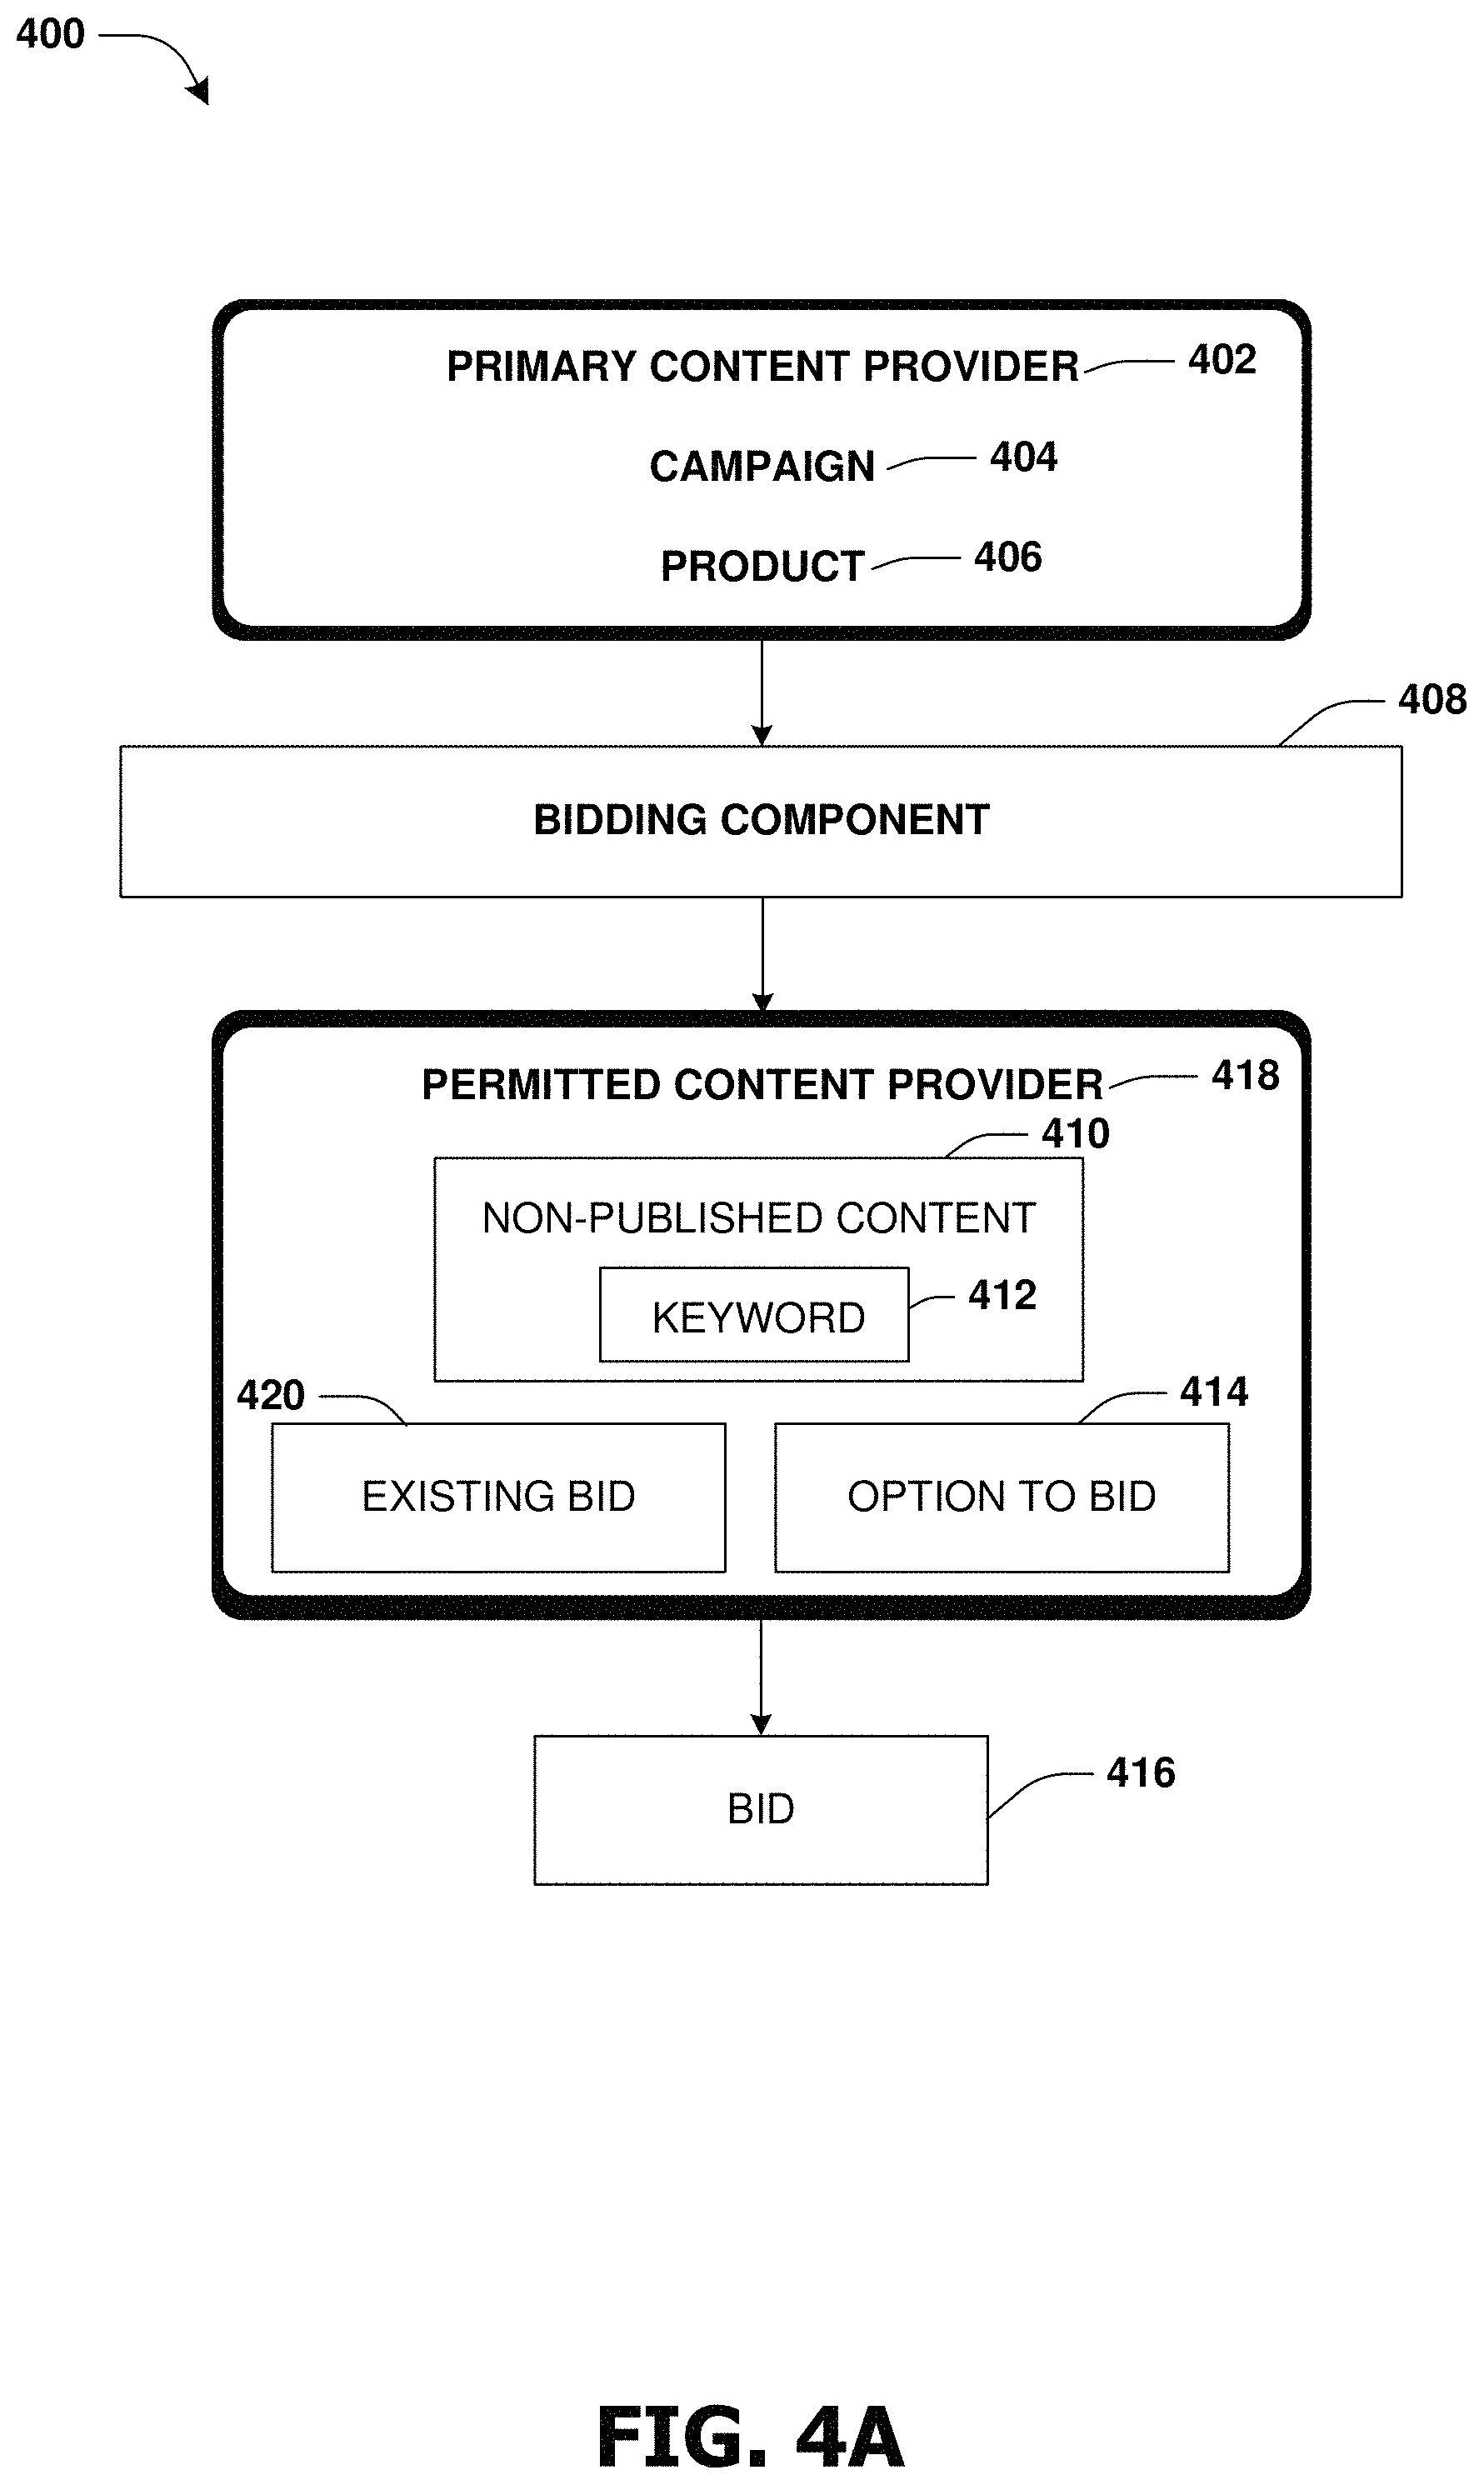 400
PRIMARY CONTENT PROVIDER 402
CAMPAIGN 404
PRODUCT 406
408
BIDDING COMPONENT
PERMITTED CONTENT PROVIDER 418
410
NON-PUBLISHED CONTENT
KEYWORD 412
420 414
EXISTING BID OPTION TO BID
BID 416
FIG. 4A